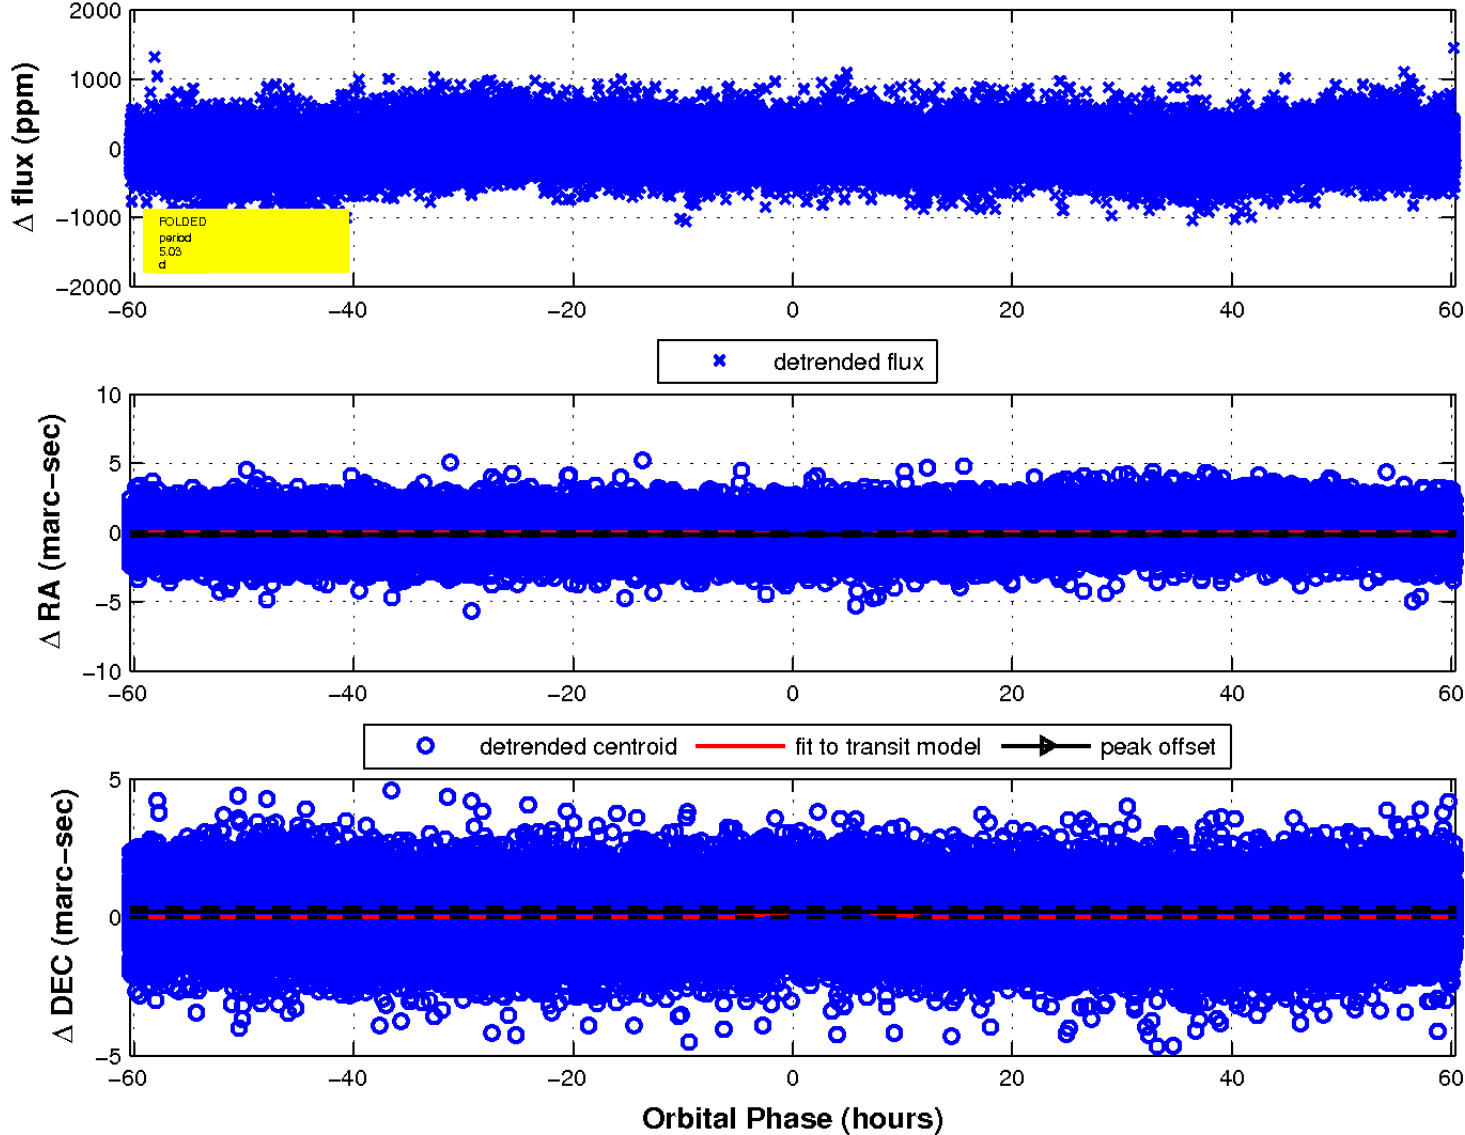 2000
1000
0
−1000
−2000
Δ flux (ppm)
FOLDED
period
5.03
d
−60 −40 −20 0 20 40 60
detrended flux
10
5
0
−5
−10
Δ RA (marc−sec)
−60 −40 −20 0 20 40 60
detrended centroid fit to transit model peak offset
5
0
−5
Δ DEC (marc−sec)
−60 −40 −20 0 20 40 60
Orbital Phase (hours)